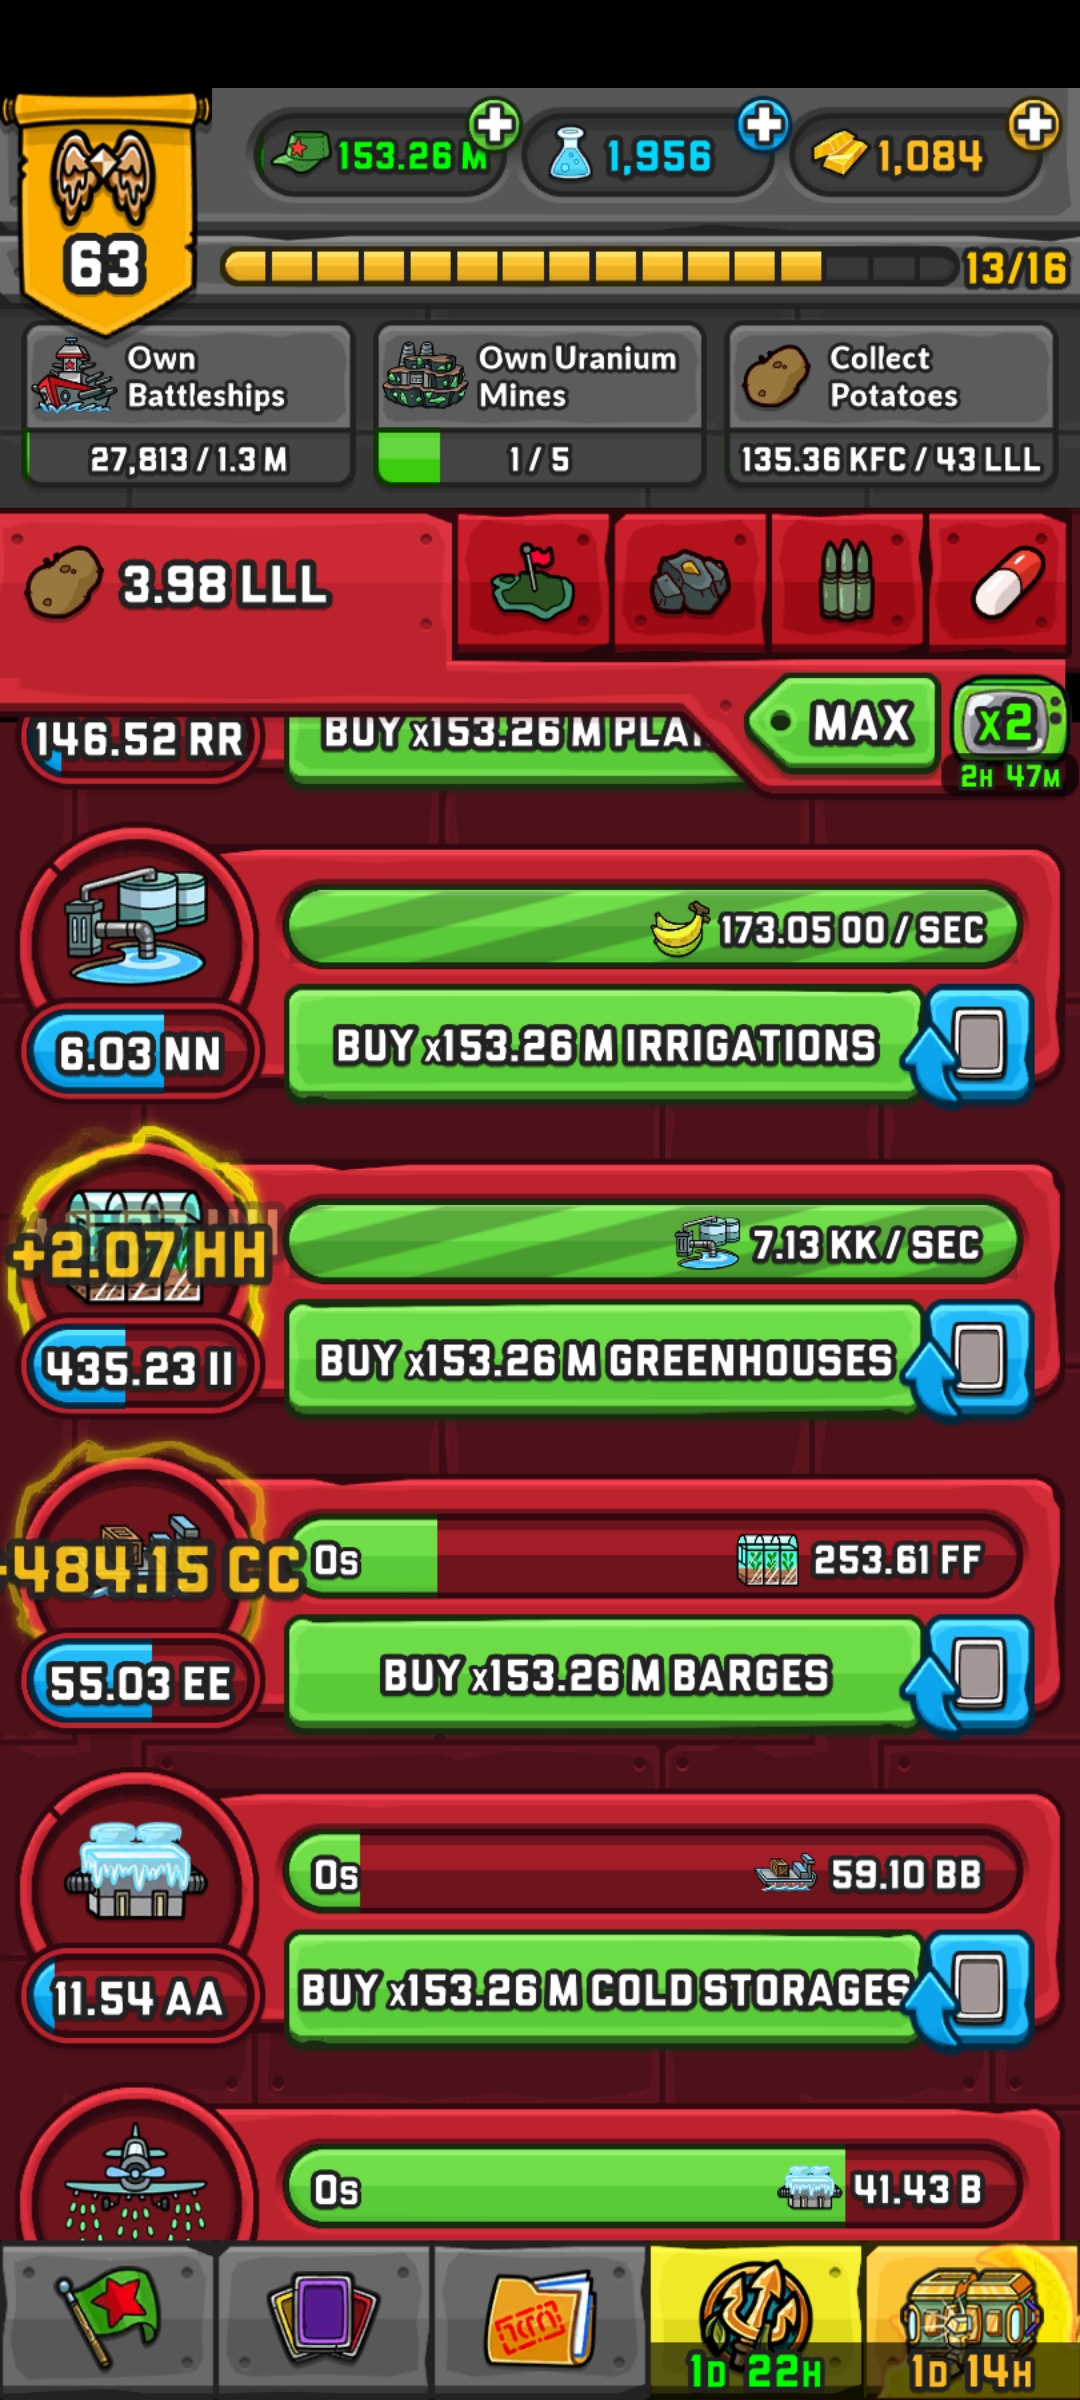 153.26 M
1,956
1,084
63
13/16
Own
Battleships
27,813 / 1.3 M
Own Uranium
Mines
1 / 5
Collect
Potatoes
135.36 KFC / 43 LLL
3.98 LLL
MAX
x2
2H 47M
146.52 RR
173.05 OO / SEC
6.03 NN
BUY x153.26 M IRRIGATIONS
+2.07 HH
7.13 KK / SEC
435.23 II
BUY x153.26 M GREENHOUSES
484.15 CC
0s
253.61 FF
55.03 EE
BUY x153.26 M BARGES
0s
59.10 BB
11.54 AA
BUY x153.26 M COLD STORAGES
0s
41.43 B
1D 22H
1D 14H